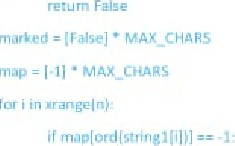 return False
marked = [False] * MAX_CHARS
map = [-1] * MAX_CHARS
for i in xrange(n):
if map[ord(string1[i])] == -1: